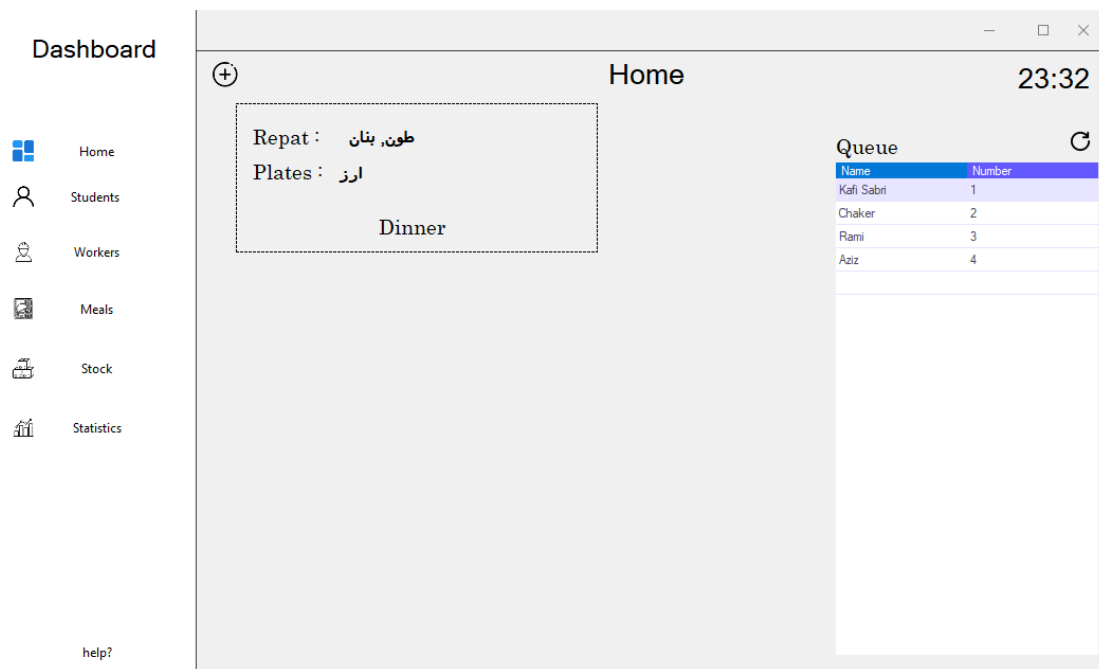 Dashboard
Home
Students
Workers
Meals
Stock
Statistics
help?
Home
23:32
Repat : طون, بنان
Plates : ارز
Dinner
Queue
Name Number
Kafi Sabri 1
Chaker 2
Rami 3
Aziz 4